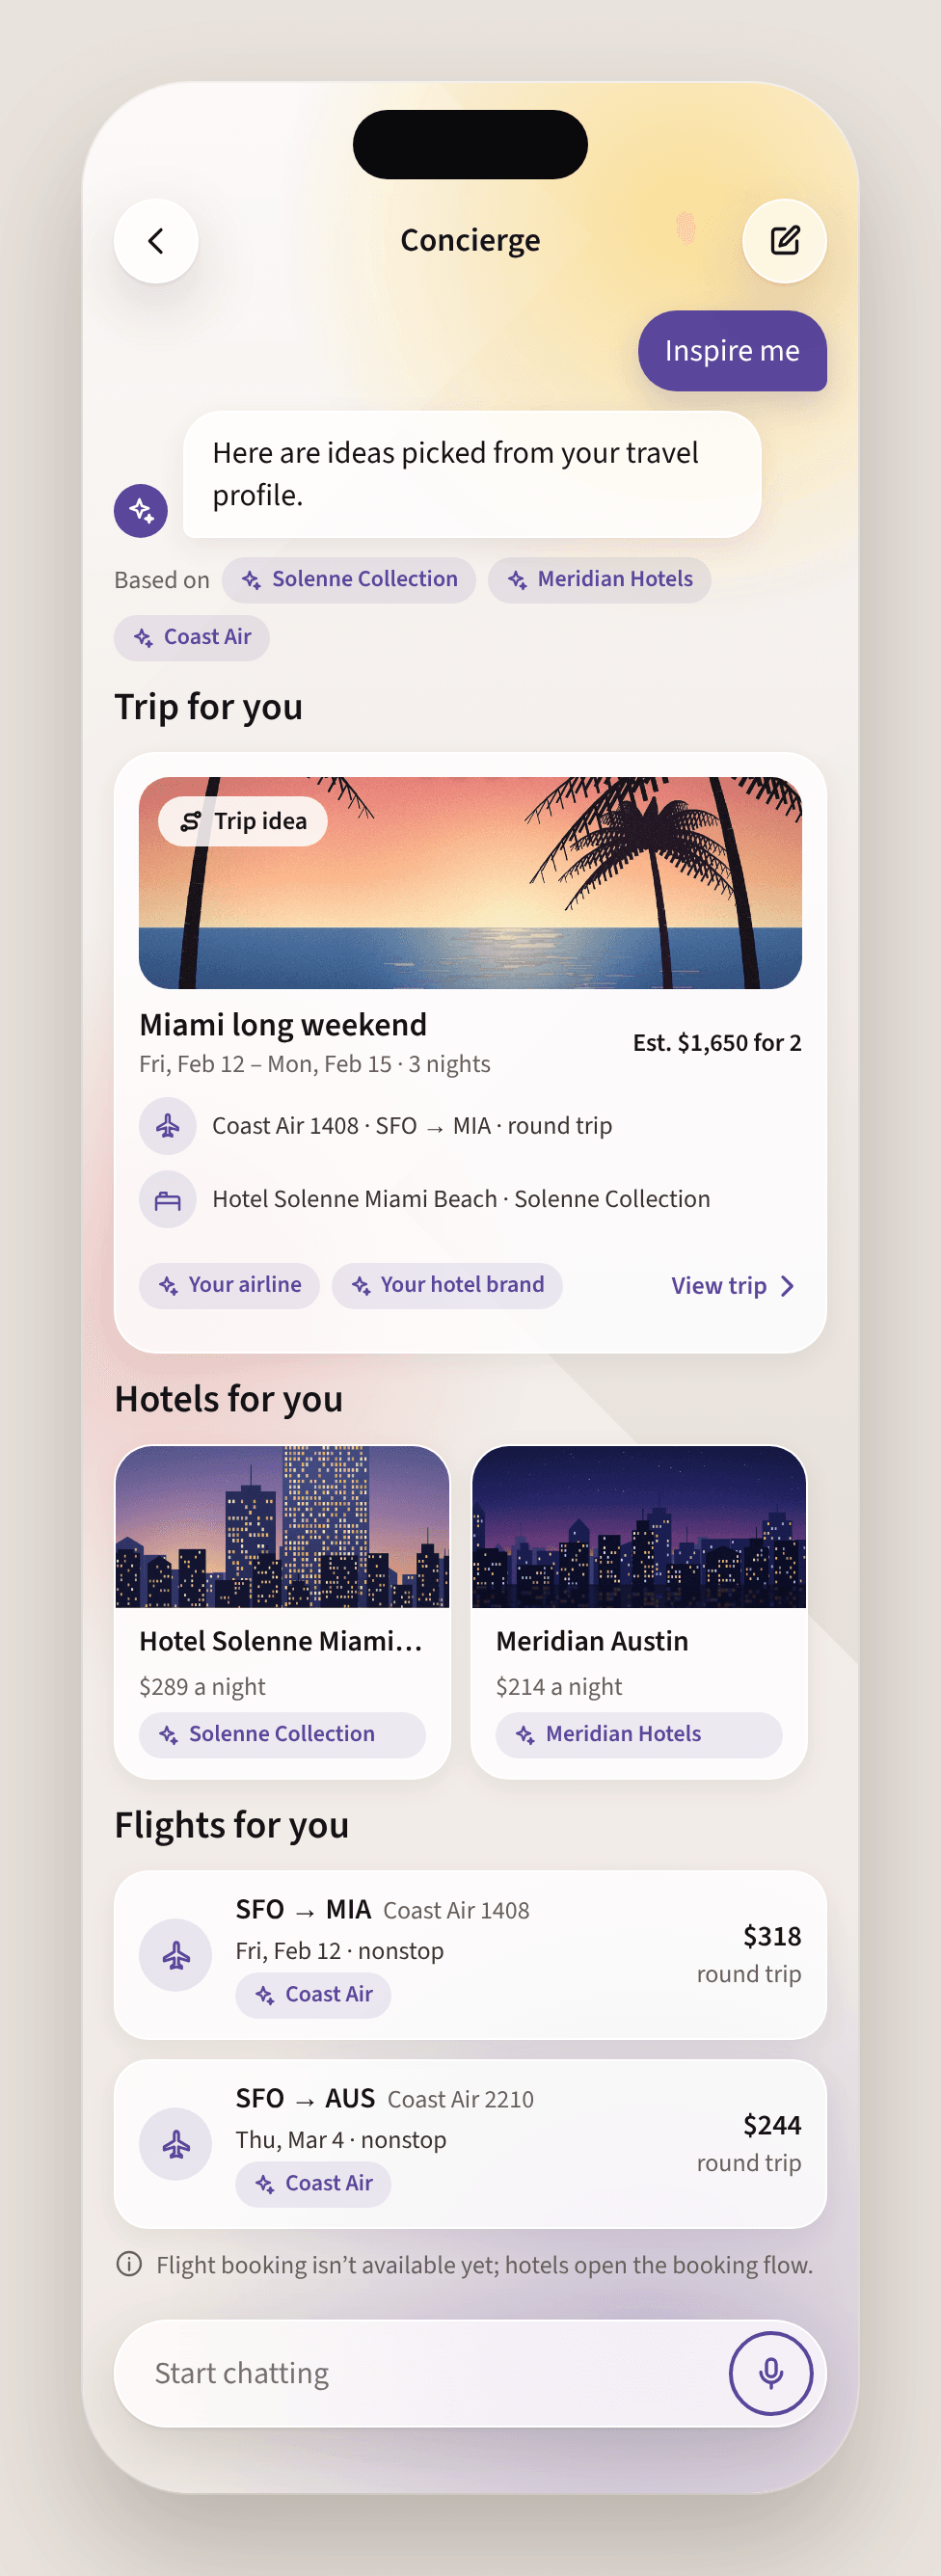 Concierge
Inspire me
Here are ideas picked from your travel
profile.
Based on Solenne Collection Meridian Hotels
Coast Air
Trip for you
Trip idea
Miami long weekend
Est. $1,650 for 2
Fri, Feb 12 – Mon, Feb 15 · 3 nights
Coast Air 1408 · SFO → MIA · round trip
Hotel Solenne Miami Beach · Solenne Collection
Your airline Your hotel brand View trip
Hotels for you
Hotel Solenne Miami...
$289 a night
Solenne Collection
Meridian Austin
$214 a night
Meridian Hotels
Flights for you
SFO → MIA Coast Air 1408
Fri, Feb 12 · nonstop
Coast Air
$318
round trip
SFO → AUS Coast Air 2210
Thu, Mar 4 · nonstop
Coast Air
$244
round trip
Flight booking isn’t available yet; hotels open the booking flow.
Start chatting